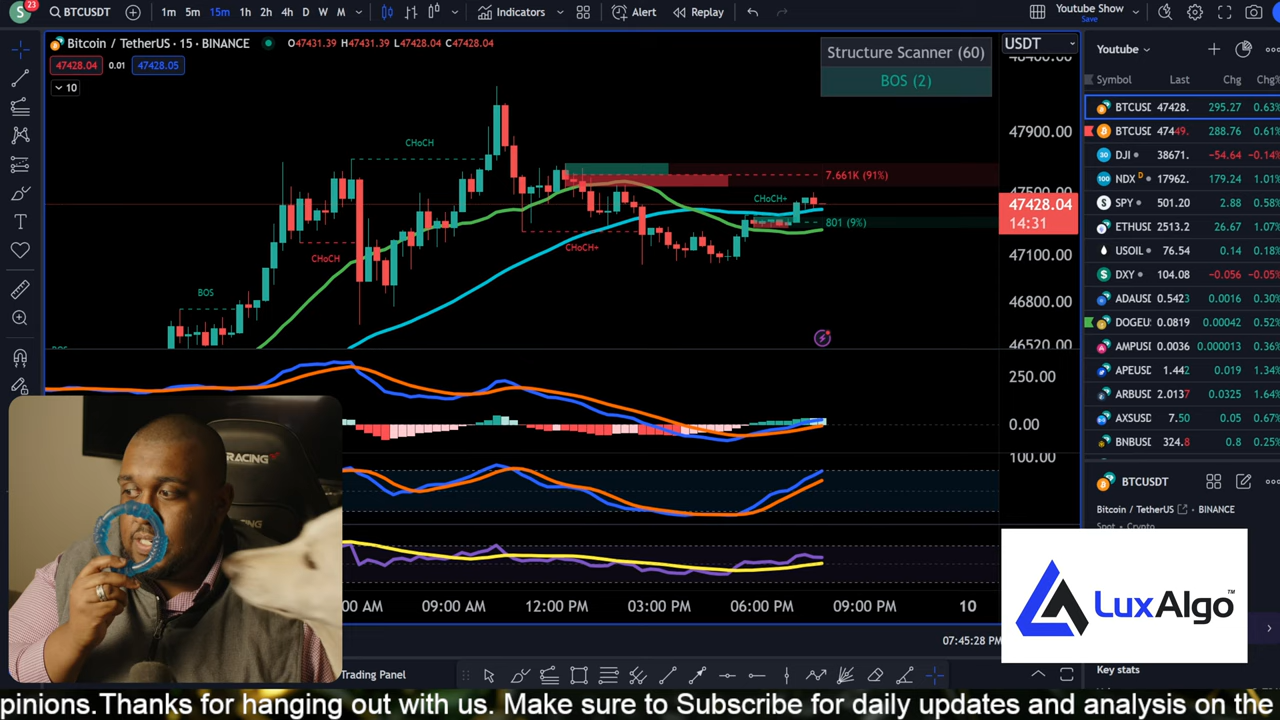 S 23 BTCUSDT 1m 5m 15m 1h 2h 4h D W M Indicators Alert Replay Youtube Show
Save
Bitcoin / TetherUS · 15 · BINANCE O47431.39 H47431.39 L47428.04 C47428.04
47428.04 0.01 47428.05
10
Structure Scanner (60)
BOS (2)
USDT
47900.00
47428.04
14:31
47100.00
46800.00
46520.00
CHoCH
CHoCH
BOS
CHoCH+
CHoCH+
7.661K (91%)
801 (9%)
250.00
0.00
100.00
RACING
09:00 AM 12:00 PM 03:00 PM 06:00 PM 09:00 PM 10
07:45:28 PM
Trading Panel
Youtube
Symbol Last Chg Chg%
BTCUSD 47428. 295.27 0.63%
BTCUSD 47449. 288.76 0.61%
DJI 38671. -54.64 -0.14%
NDX D 17962. 179.24 1.01%
SPY 501.20 2.88 0.58%
ETHUSD 2513.2 26.67 1.07%
USOIL 76.54 0.14 0.18%
DXY 104.08 -0.056 -0.05%
ADAUSD 0.5423 0.0016 0.30%
DOGEU 0.0819 0.00042 0.52%
AMPUSD 0.0036 0.000013 0.36%
APEUSD 1.442 0.019 1.34%
ARBUSD 2.0137 0.0325 1.64%
AXSUSD 7.50 0.05 0.67%
BNBUSD 324.8 0.8 0.25%
BTCUSDT
Bitcoin / TetherUS · BINANCE
Spot · Crypto
LuxAlgo™
Key stats
pinions.Thanks for hanging out with us. Make sure to Subscribe for daily updates and analysis on the